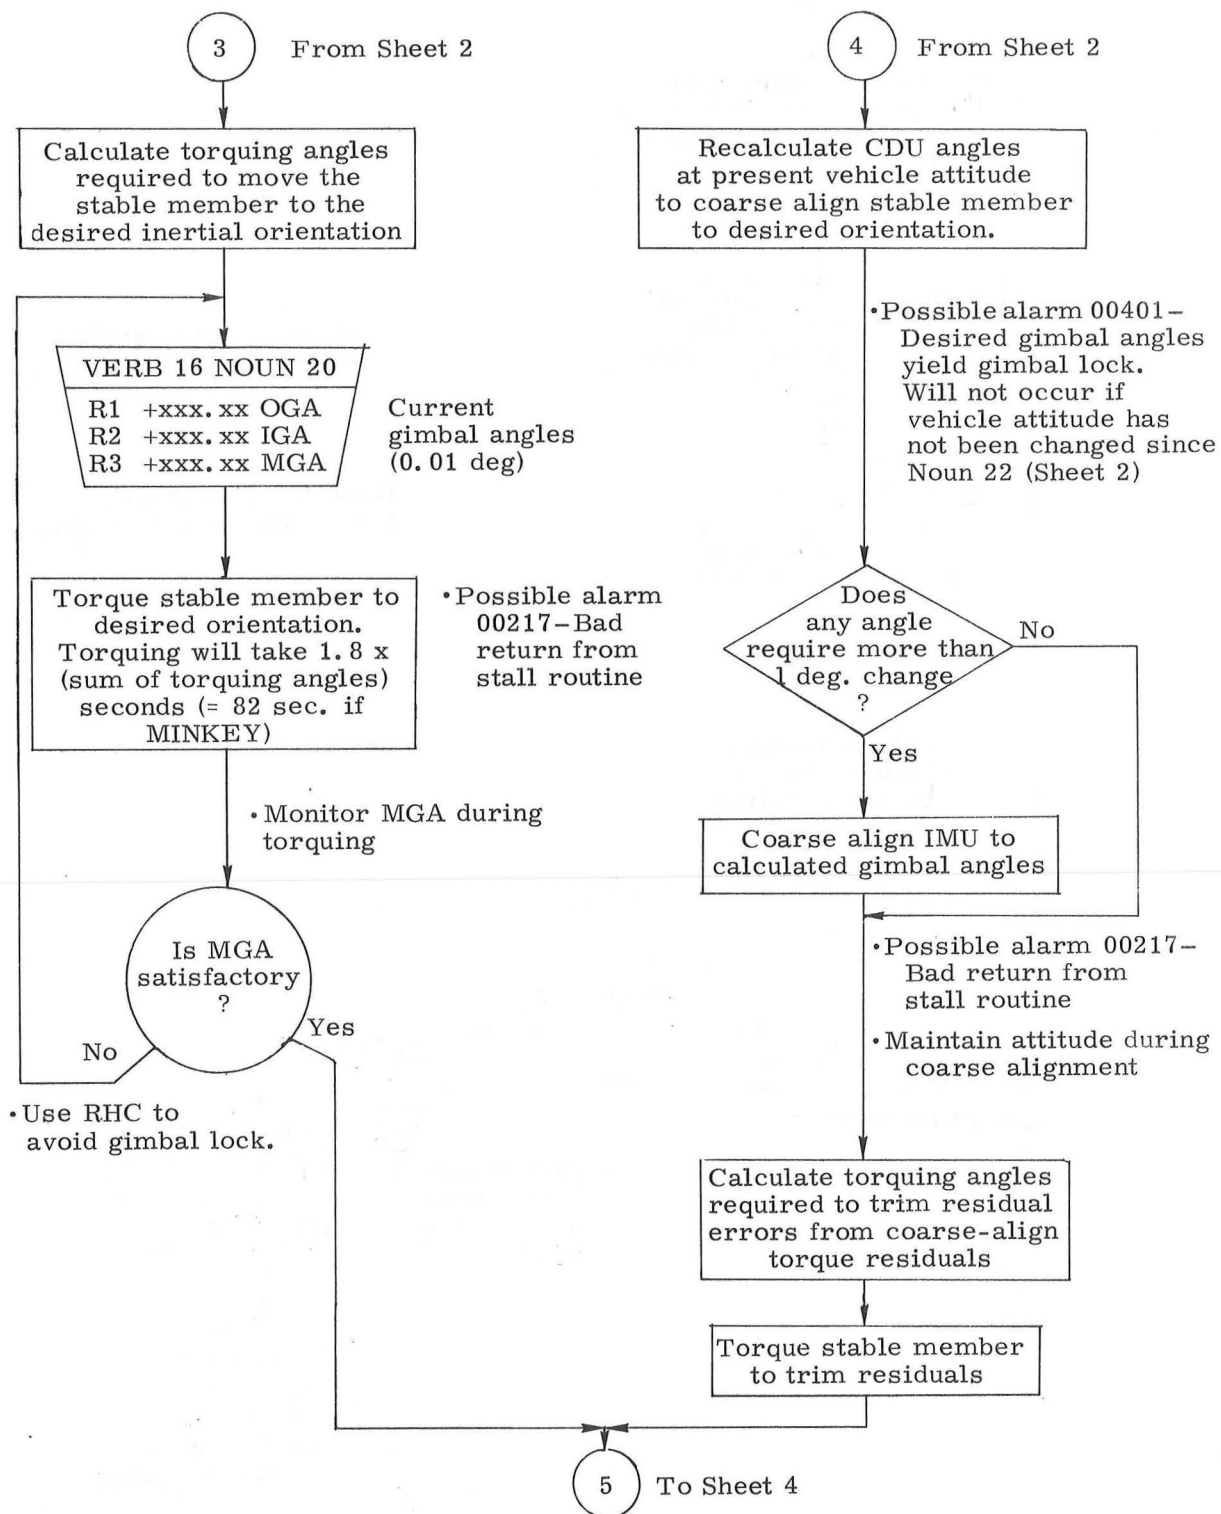 3 From Sheet 2
Calculate torquing angles
required to move the
stable member to the
desired inertial orientation
VERB 16 NOUN 20
R1 +xxx.xx OGA
R2 +xxx.xx IGA
R3 +xxx.xx MGA
Current
gimbal angles
(0.01 deg)
Torque stable member to
desired orientation.
Torquing will take 1.8 x
(sum of torquing angles)
seconds (= 82 sec. if
MINKEY)
•Possible alarm
00217–Bad
return from
stall routine
•Monitor MGA during
torquing
Is MGA
satisfactory
?
Yes
No
•Use RHC to
avoid gimbal lock.
4 From Sheet 2
Recalculate CDU angles
at present vehicle attitude
to coarse align stable member
to desired orientation.
•Possible alarm 00401–
Desired gimbal angles
yield gimbal lock.
Will not occur if
vehicle attitude has
not been changed since
Noun 22 (Sheet 2)
Does
any angle
require more than
1 deg. change
?
No
Yes
Coarse align IMU to
calculated gimbal angles
•Possible alarm 00217–
Bad return from
stall routine
•Maintain attitude during
coarse alignment
Calculate torquing angles
required to trim residual
errors from coarse-align
torque residuals
Torque stable member
to trim residuals
5 To Sheet 4